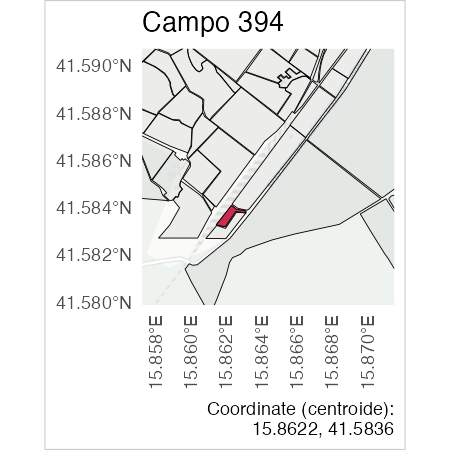 Campo 394
41.590°N
41.588°N
41.586°N
41.584°N
41.582°N
41.580°N
15.858°E
15.860°E
15.862°E
15.864°E
15.866°E
15.868°E
15.870°E
Coordinate (centroide):
15.8622, 41.5836